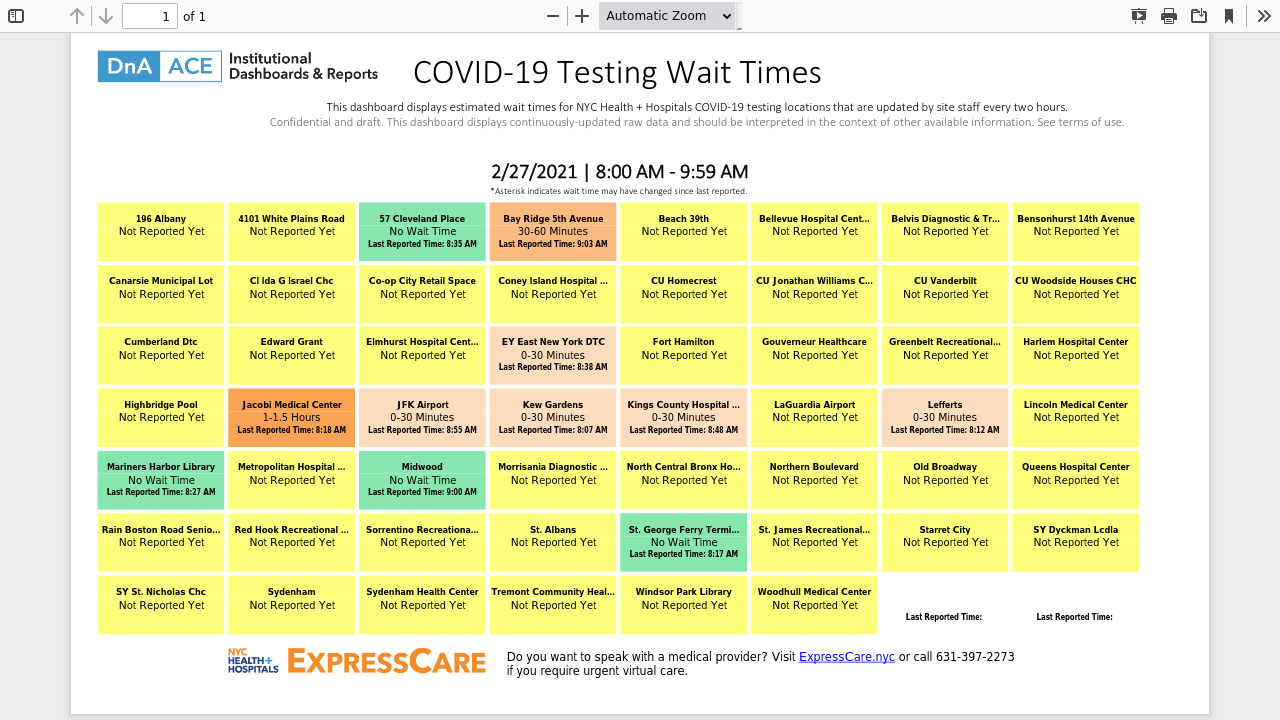 1 of 1 Automatic Zoom
DnA ACE Institutional Dashboards & Reports
COVID-19 Testing Wait Times
This dashboard displays estimated wait times for NYC Health + Hospitals COVID-19 testing locations that are updated by site staff every two hours.
Confidential and draft. This dashboard displays continuously-updated raw data and should be interpreted in the context of other available information. See terms of use.
2/27/2021 | 8:00 AM - 9:59 AM
*Asterisk indicates wait time may have changed since last reported.
196 Albany
Not Reported Yet
4101 White Plains Road
Not Reported Yet
57 Cleveland Place
No Wait Time
Last Reported Time: 8:35 AM
Bay Ridge 5th Avenue
30-60 Minutes
Last Reported Time: 9:03 AM
Beach 39th
Not Reported Yet
Bellevue Hospital Cent...
Not Reported Yet
Belvis Diagnostic & Tr...
Not Reported Yet
Bensonhurst 14th Avenue
Not Reported Yet
Canarsie Municipal Lot
Not Reported Yet
Cl Ida G Israel Chc
Not Reported Yet
Co-op City Retail Space
Not Reported Yet
Coney Island Hospital ...
Not Reported Yet
CU Homecrest
Not Reported Yet
CU Jonathan Williams C...
Not Reported Yet
CU Vanderbilt
Not Reported Yet
CU Woodside Houses CHC
Not Reported Yet
Cumberland Dtc
Not Reported Yet
Edward Grant
Not Reported Yet
Elmhurst Hospital Cent...
Not Reported Yet
EY East New York DTC
0-30 Minutes
Last Reported Time: 8:38 AM
Fort Hamilton
Not Reported Yet
Gouverneur Healthcare
Not Reported Yet
Greenbelt Recreational...
Not Reported Yet
Harlem Hospital Center
Not Reported Yet
Highbridge Pool
Not Reported Yet
Jacobi Medical Center
1-1.5 Hours
Last Reported Time: 8:18 AM
JFK Airport
0-30 Minutes
Last Reported Time: 8:55 AM
Kew Gardens
0-30 Minutes
Last Reported Time: 8:07 AM
Kings County Hospital ...
0-30 Minutes
Last Reported Time: 8:48 AM
LaGuardia Airport
Not Reported Yet
Lefferts
0-30 Minutes
Last Reported Time: 8:12 AM
Lincoln Medical Center
Not Reported Yet
Mariners Harbor Library
No Wait Time
Last Reported Time: 8:27 AM
Metropolitan Hospital ...
Not Reported Yet
Midwood
No Wait Time
Last Reported Time: 9:00 AM
Morrisania Diagnostic ...
Not Reported Yet
North Central Bronx Ho...
Not Reported Yet
Northern Boulevard
Not Reported Yet
Old Broadway
Not Reported Yet
Queens Hospital Center
Not Reported Yet
Rain Boston Road Senio...
Not Reported Yet
Red Hook Recreational ...
Not Reported Yet
Sorrentino Recreationa...
Not Reported Yet
St. Albans
Not Reported Yet
St. George Ferry Termi...
No Wait Time
Last Reported Time: 8:17 AM
St. James Recreational...
Not Reported Yet
Starret City
Not Reported Yet
SY Dyckman Lcdla
Not Reported Yet
SY St. Nicholas Chc
Not Reported Yet
Sydenham
Not Reported Yet
Sydenham Health Center
Not Reported Yet
Tremont Community Heal...
Not Reported Yet
Windsor Park Library
Not Reported Yet
Woodhull Medical Center
Not Reported Yet
Last Reported Time:
Last Reported Time:
NYC
HEALTH+
HOSPITALS
EXPRESSCARE
Do you want to speak with a medical provider? Visit ExpressCare.nyc or call 631-397-2273
if you require urgent virtual care.